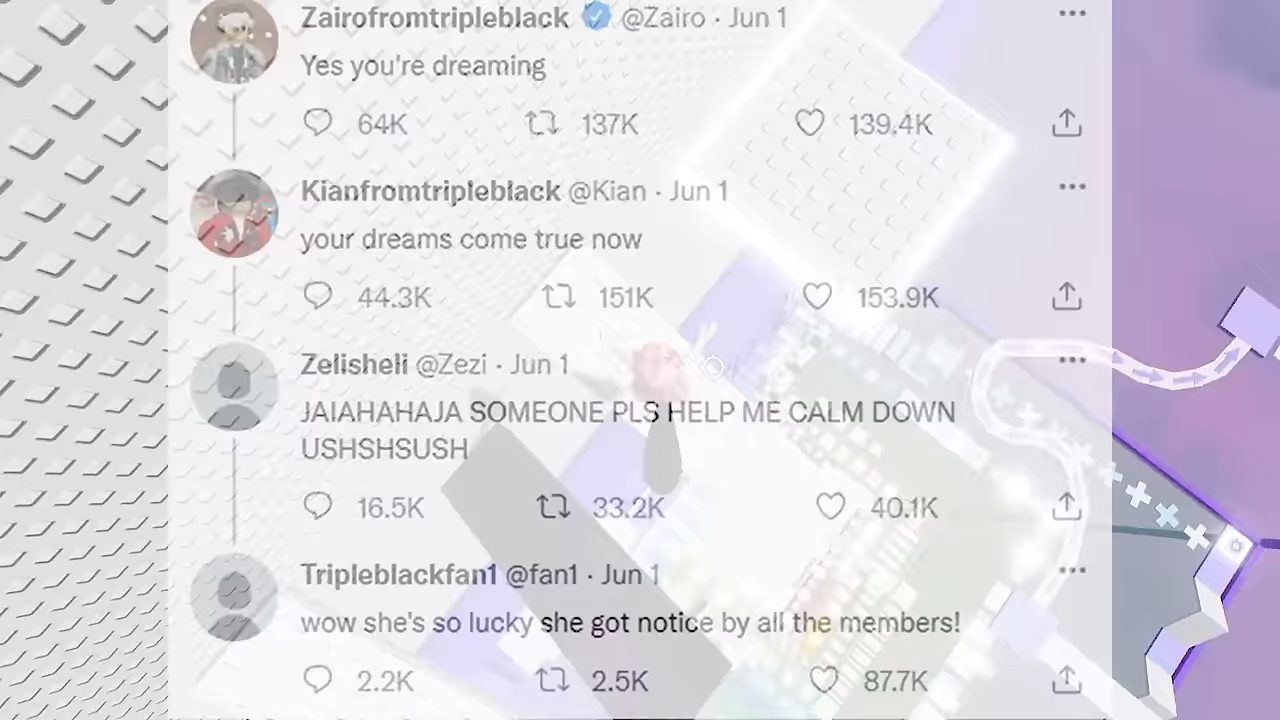 Zairofromtripleblack @Zairo · Jun 1
Yes you're dreaming
64K 137K 139.4K
Kianfromtripleblack @Kian · Jun 1
your dreams come true now
44.3K 151K 153.9K
Zelisheli @Zezi · Jun 1
JAIAHAHAJA SOMEONE PLS HELP ME CALM DOWN
USHSHSUSH
16.5K 33.2K 40.1K
Tripleblackfan1 @fan1 · Jun 1
wow she's so lucky she got notice by all the members!
2.2K 2.5K 87.7K